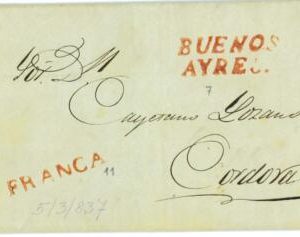 BUENOS
AYRES.
7
Cayetano Lozano
FRANCA
11
Cordova
5/3/837